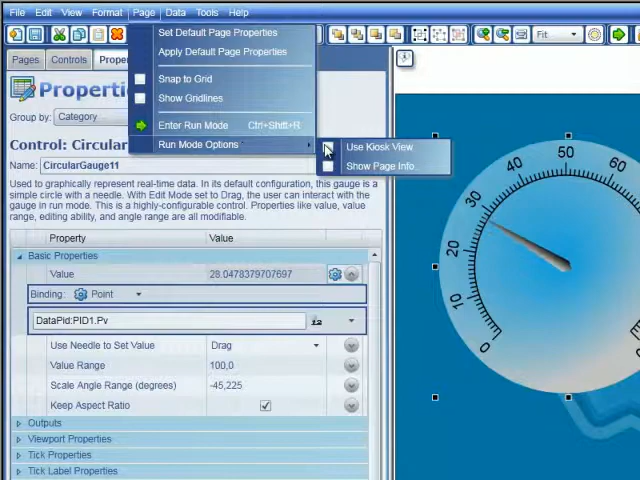 File Edit View Format Page Data Tools Help
Set Default Page Properties
Apply Default Page Properties
Snap to Grid
Show Gridlines
Enter Run Mode Ctrl+Shift+R
Run Mode Options
Use Kiosk View
Show Page Info
Fit
Pages Controls Proper
Properti
Group by: Category
Control: Circular
Name: CircularGauge11
Used to graphically represent real-time data. In its default configuration, this gauge is a
simple circle with a needle. With Edit Mode set to Drag, the user can interact with the
gauge in run mode. This is a highly-configurable control. Properties like value, value
range, editing ability, and angle range are all modifiable.
Property Value
Basic Properties
Value 28.0478379707697
Binding: Point
DataPid:PID1.Pv
Use Needle to Set Value Drag
Value Range 100,0
Scale Angle Range (degrees) -45,225
Keep Aspect Ratio
Outputs
Viewport Properties
Tick Properties
Tick Label Properties
40
30
20
10
0